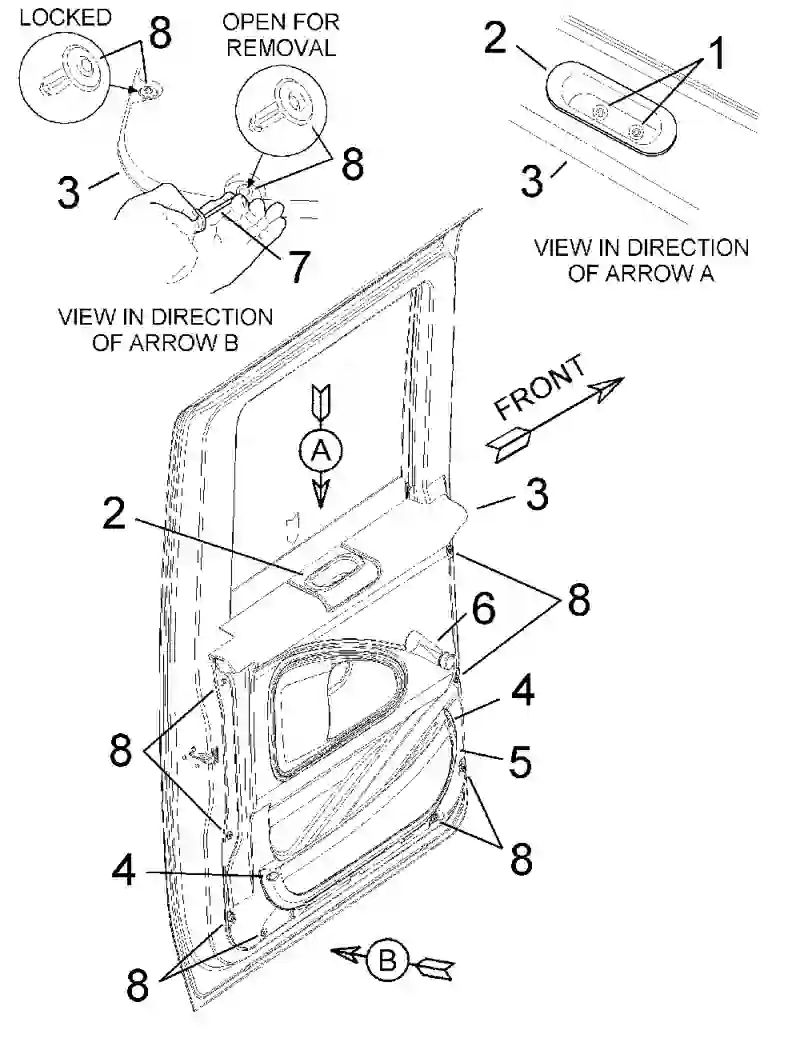 LOCKED
8
OPEN FOR
REMOVAL
2
1
3
8
3
7
VIEW IN DIRECTION
OF ARROW B
VIEW IN DIRECTION
OF ARROW A
FRONT
A
2
3
8
6
4
8
5
4
8
8
B